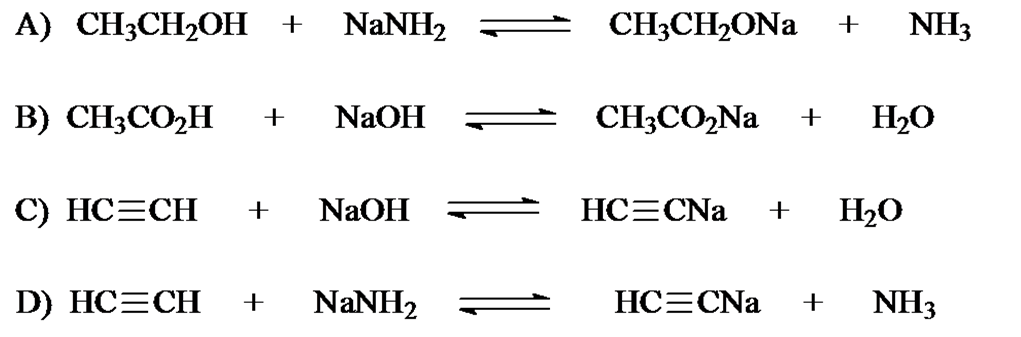 A) CH₃CH₂OH + NaNH₂ ⇌ CH₃CH₂ONa + NH₃
B) CH₃CO₂H + NaOH ⇌ CH₃CO₂Na + H₂O
C) HC≡CH + NaOH ⇌ HC≡CNa + H₂O
D) HC≡CH + NaNH₂ ⇌ HC≡CNa + NH₃